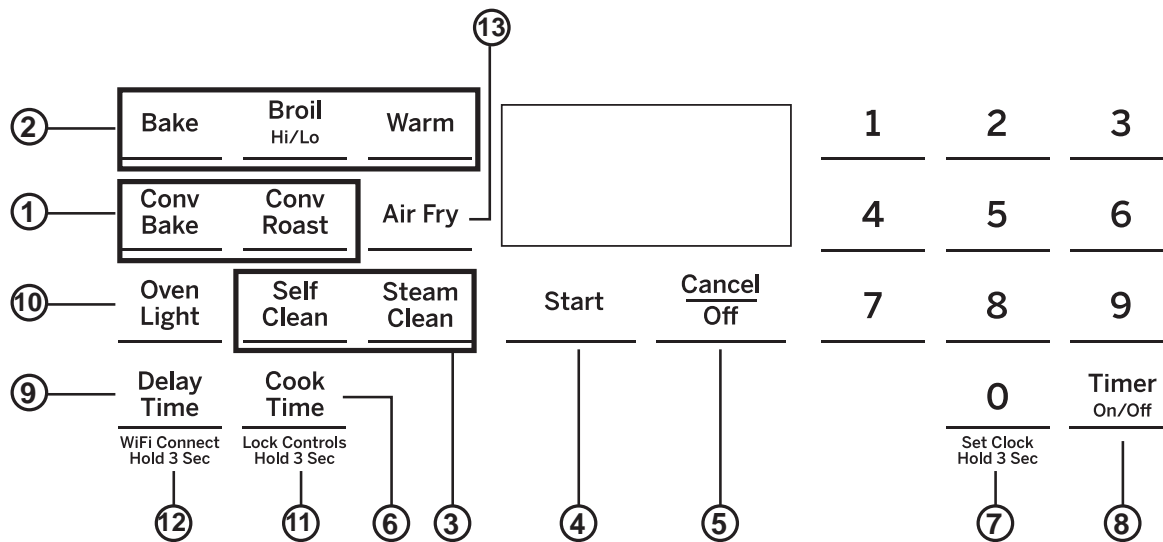 13
2
Bake
Broil
Hi/Lo
Warm
1
2
3
1
Conv
Bake
Conv
Roast
Air Fry
4
5
6
10
Oven
Light
Self
Clean
Steam
Clean
Start
Cancel
Off
7
8
9
9
Delay
Time
Cook
Time
0
Timer
On/Off
WiFi Connect
Hold 3 Sec
Lock Controls
Hold 3 Sec
Set Clock
Hold 3 Sec
12
11
6
3
4
5
7
8